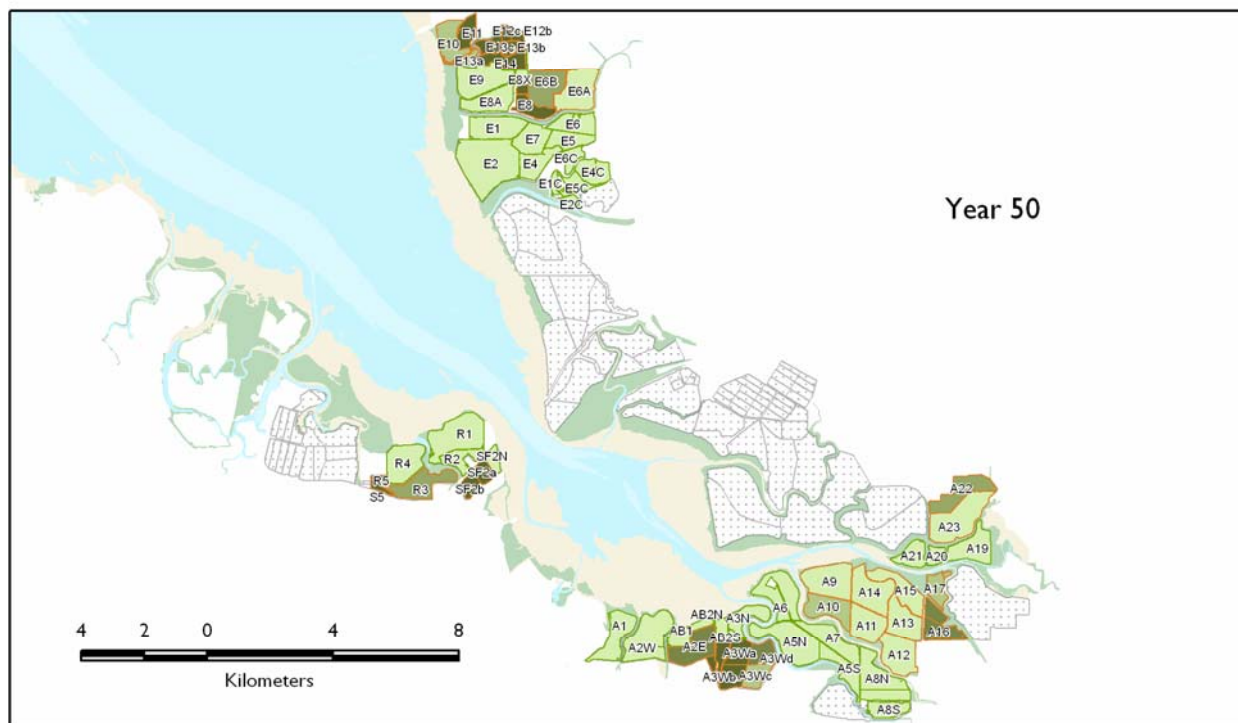 E11
E12c
E12b
E10
E13c
E13b
E13a
E14
E9
E8X
E6B
E6A
E8A
E8
E1
E6
E7
E5
E2
E4
E6C
E4C
E1C
E5C
E2C
Year 50
R1
R4
R2
SF2N
SF2a
R5
R3
SF2b
S5
A22
A23
A21
A20
A19
A9
A14
A15
A17
A10
A6
AB2N
A3N
A1
AB1
AB2S
A11
A13
A16
A2W
A2E
A5N
A7
A3Wa
A3Wd
A12
A3Wb
A3Wc
A5S
A8N
A8S
4 2 0 4 8
Kilometers